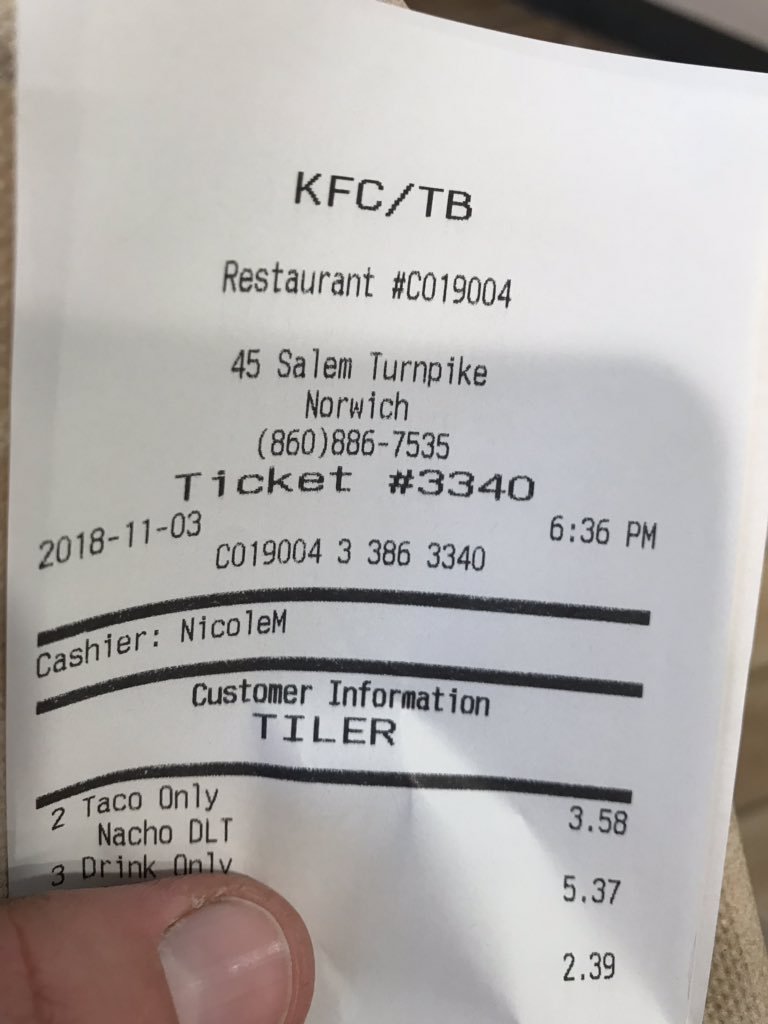 KFC/TB
Restaurant #C019004
45 Salem Turnpike
Norwich
(860)886-7535
Ticket #3340
2018-11-03 6:36 PM
C019004 3 386 3340
Cashier: NicoleM
Customer Information
TILER
2 Taco Only 3.58
Nacho DLT
3 Drink Only 5.37
2.39